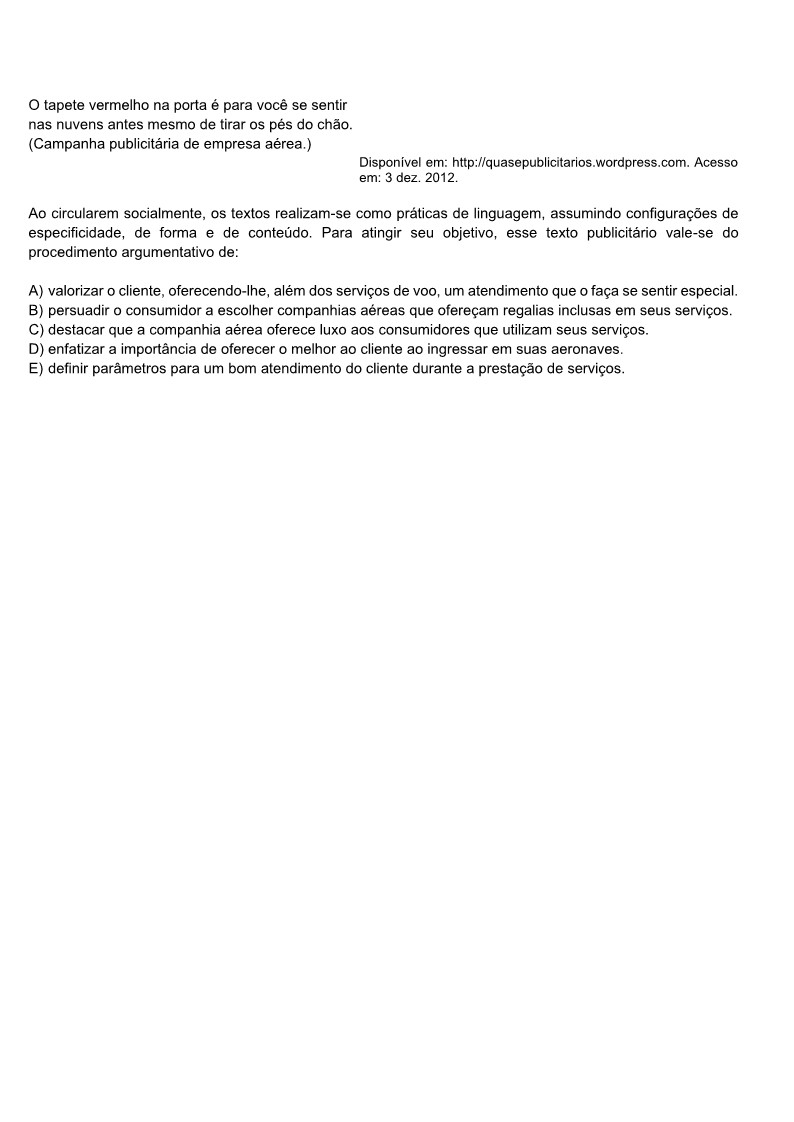 O tapete vermelho na porta é para você se sentir
nas nuvens antes mesmo de tirar os pés do chão.
(Campanha publicitária de empresa aérea.)
Disponível em: http://quasepublicitarios.wordpress.com. Acesso
em: 3 dez. 2012.
Ao circularem socialmente, os textos realizam-se como práticas de linguagem, assumindo configurações de
especificidade, de forma e de conteúdo. Para atingir seu objetivo, esse texto publicitário vale-se do
procedimento argumentativo de:
A) valorizar o cliente, oferecendo-lhe, além dos serviços de voo, um atendimento que o faça se sentir especial.
B) persuadir o consumidor a escolher companhias aéreas que ofereçam regalias inclusas em seus serviços.
C) destacar que a companhia aérea oferece luxo aos consumidores que utilizam seus serviços.
D) enfatizar a importância de oferecer o melhor ao cliente ao ingressar em suas aeronaves.
E) definir parâmetros para um bom atendimento do cliente durante a prestação de serviços.